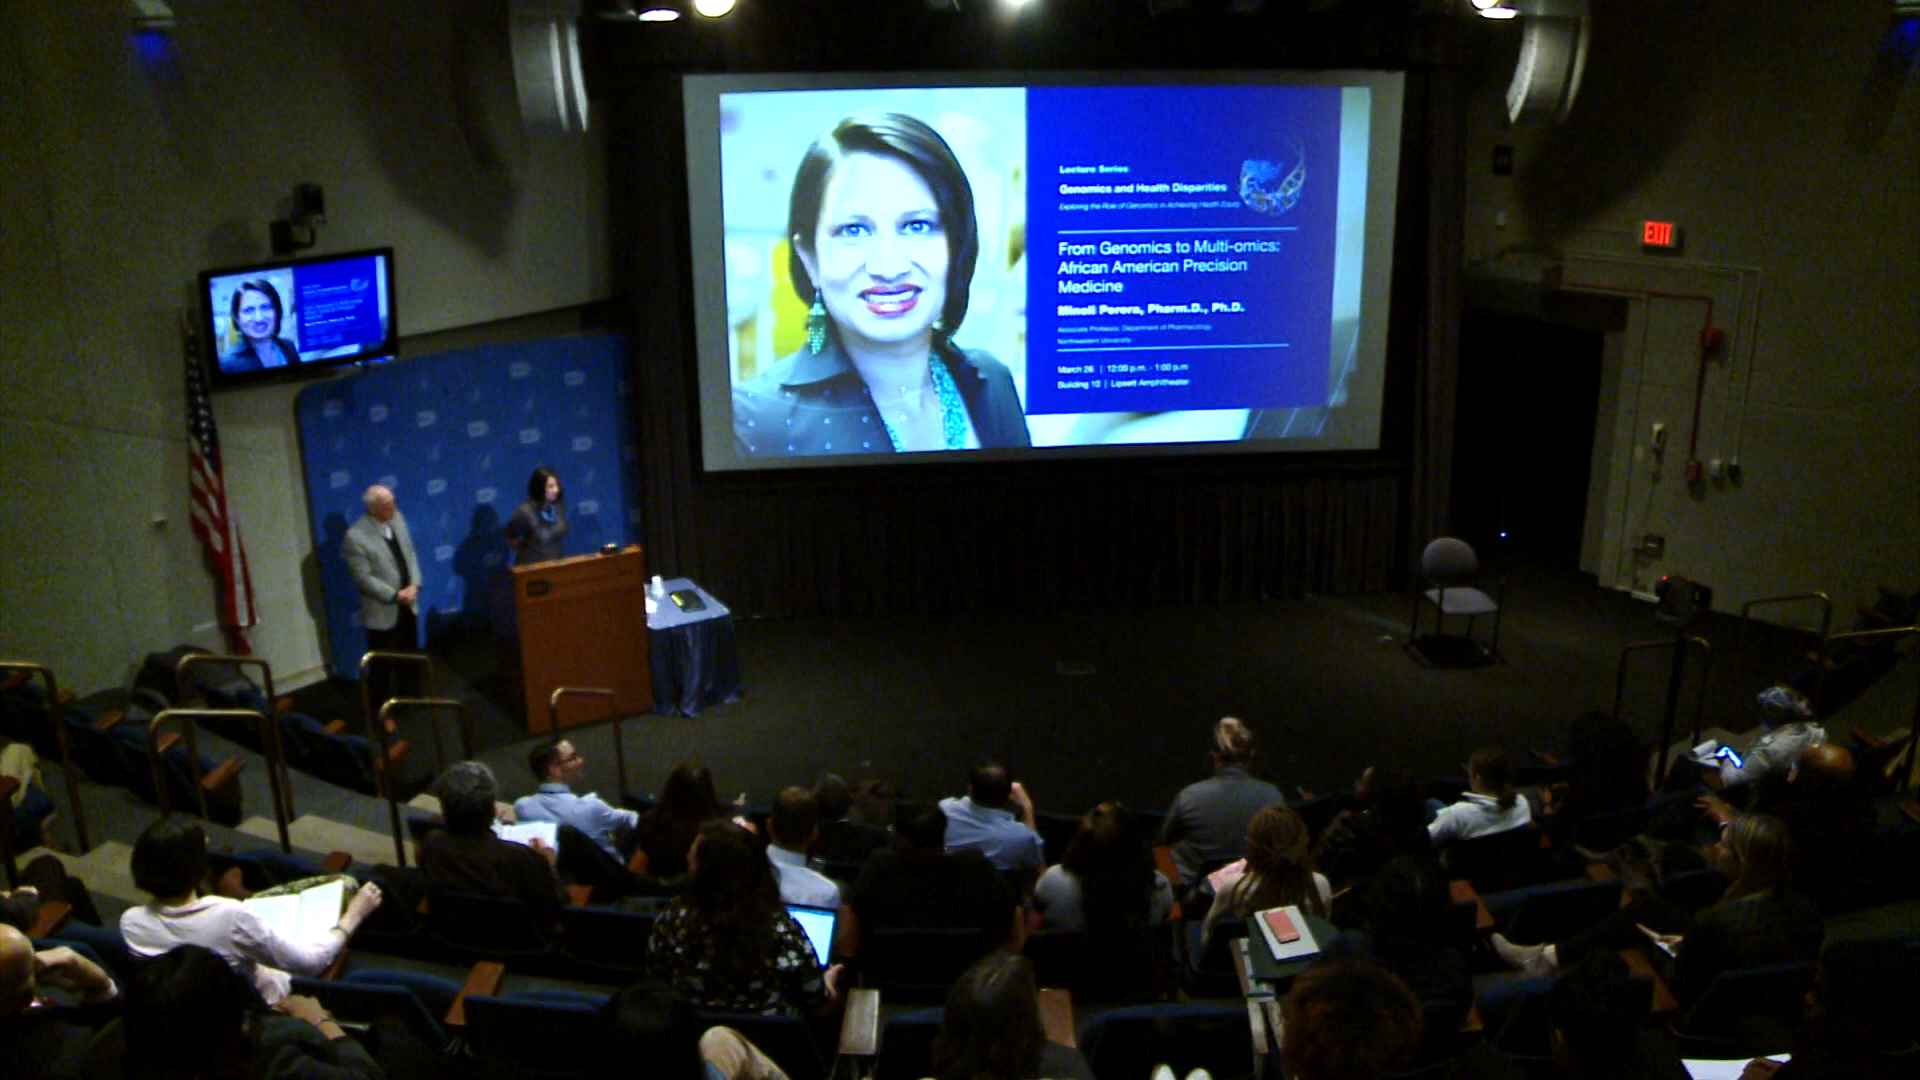 Lecture Series
Genomics and Health Disparities
Exploring the Role of Genomics in Achieving Health Equity
From Genomics to Multi-omics:
African American Precision
Medicine
Minoli Perera, Pharm.D., Ph.D.
Associate Professor, Department of Pharmacology
Northwestern University
March 26 | 12:00 p.m. - 1:00 p.m
Building 10 | Lipsett Amphitheater
EXIT